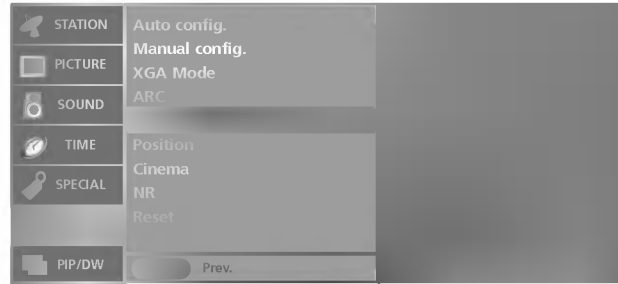 STATION
PICTURE
SOUND
TIME
SPECIAL
PIP/DW
Auto config.
Manual config.
XGA Mode
ARC
Position
Cinema
NR
Reset
Prev.